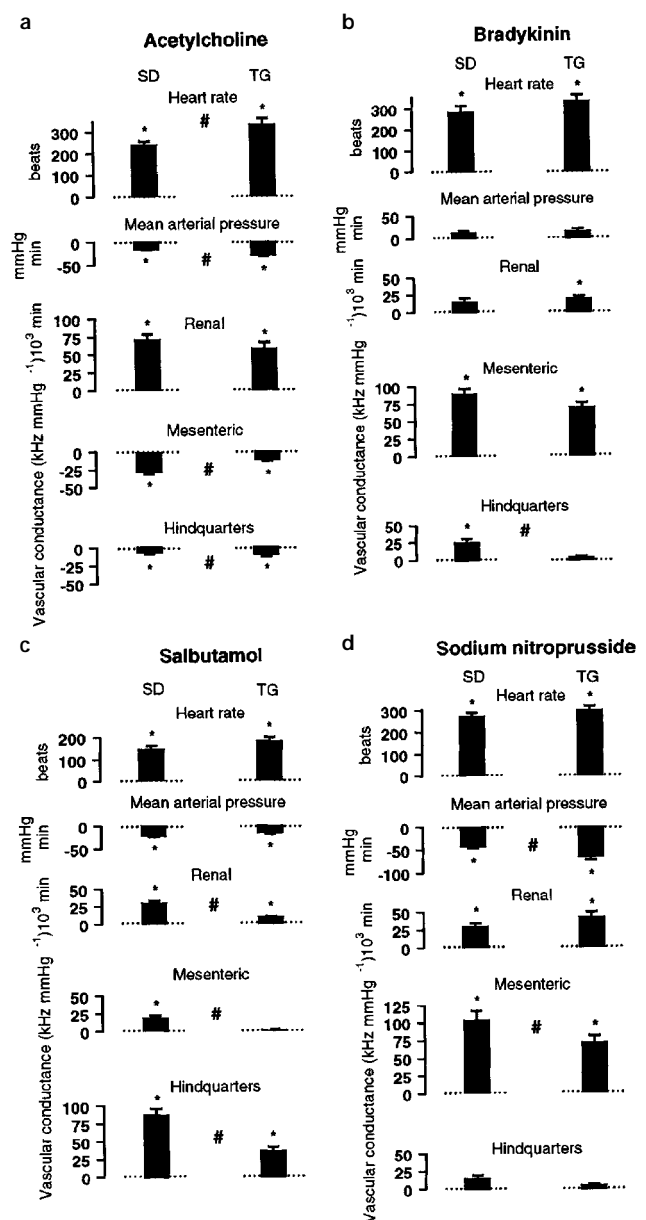 a
Acetylcholine
SD TG
Heart rate
* # *
300
200
100
0
beats
Mean arterial pressure
0
-50
mmHg
min
* # *
Renal
100
75
50
25
0
* *
Mesenteric
0
-25
-50
* # *
Hindquarters
0
-25
-50
* # *
Vascular conductance (kHz mmHg -1)10³ min
b
Bradykinin
SD TG
Heart rate
* *
300
200
100
0
Mean arterial pressure
50
0
mmHg
min
Renal
50
25
0
*
Mesenteric
100
75
50
25
0
* *
Hindquarters
50
25
0
* #
Vascular conductance (kHz mmHg -1)10³ min
c
Salbutamol
SD TG
Heart rate
* *
200
100
0
beats
Mean arterial pressure
0
-50
mmHg
min
* *
Renal
50
25
0
* # *
Mesenteric
50
25
0
* #
Hindquarters
100
75
50
25
0
* # *
Vascular conductance (kHz mmHg -1)10³ min
d
Sodium nitroprusside
SD TG
Heart rate
* *
300
200
100
0
beats
Mean arterial pressure
0
-50
-100
mmHg
min
* # *
Renal
50
25
0
* *
Mesenteric
125
100
75
50
25
0
* # *
Hindquarters
50
25
0
Vascular conductance (kHz mmHg -1)10³ min